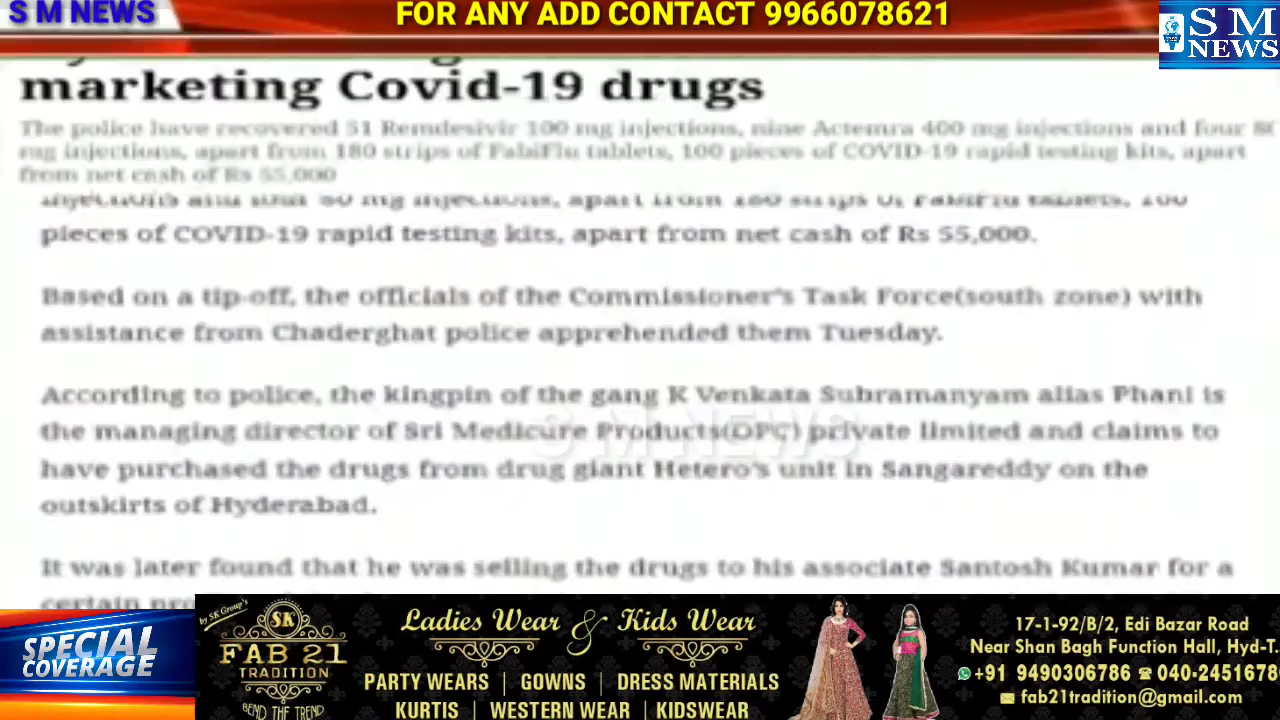 S M NEWS
FOR ANY ADD CONTACT 9966078621
S M
NEWS
marketing Covid-19 drugs
The police have recovered 51 Remdesivir 100 mg injections, nine Actemra 400 mg injections and four 80
mg injections, apart from 180 strips of FabiFlu tablets, 100 pieces of COVID-19 rapid testing kits, apart
from net cash of Rs 55,000
injections and four 80 mg injections, apart from 180 strips of FabiFlu tablets, 100
pieces of COVID-19 rapid testing kits, apart from net cash of Rs 55,000.
Based on a tip-off, the officials of the Commissioner's Task Force(south zone) with
assistance from Chaderghat police apprehended them Tuesday.
According to police, the kingpin of the gang K Venkata Subramanyam alias Phani is
the managing director of Sri Medicure Products(OPC) private limited and claims to
have purchased the drugs from drug giant Hetero's unit in Sangareddy on the
outskirts of Hyderabad.
S M NEWS
It was later found that he was selling the drugs to his associate Santosh Kumar for a
certain
SPECIAL
COVERAGE
by SK Group's
SK
FAB 21
TRADITION
BEND THE TREND
Ladies Wear & Kids Wear
PARTY WEARS | GOWNS | DRESS MATERIALS
KURTIS | WESTERN WEAR | KIDSWEAR
17-1-92/B/2, Edi Bazar Road
Near Shan Bagh Function Hall, Hyd-T.
+91 9490306786 ☎ 040-2451678
fab21tradition@gmail.com